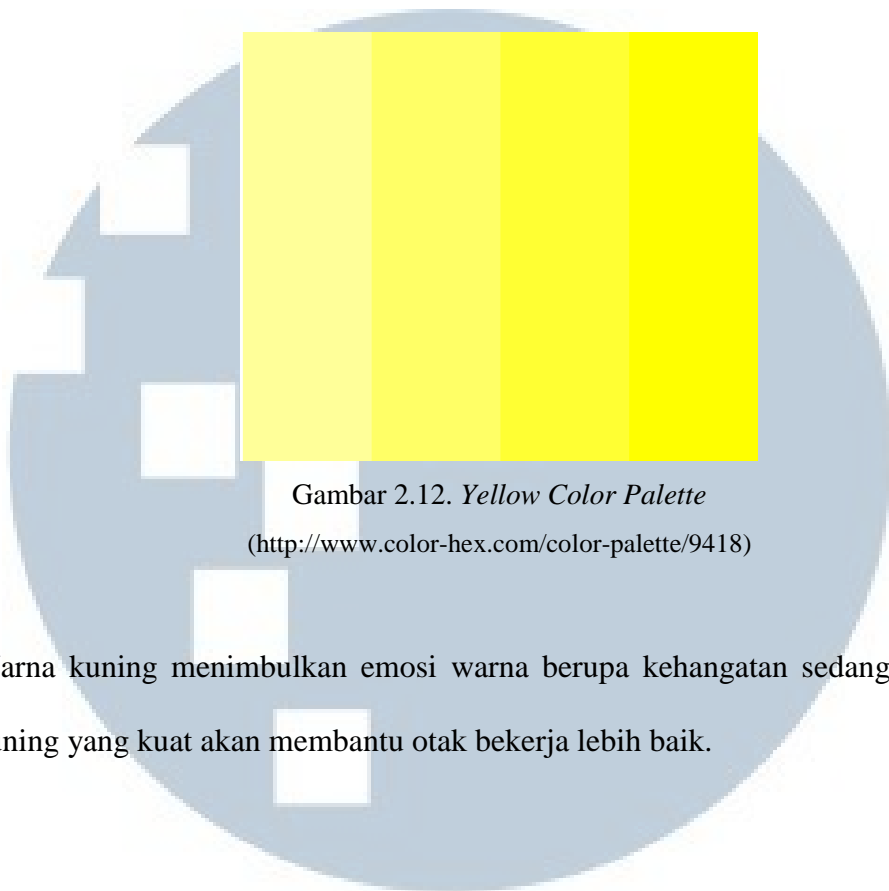 Gambar 2.12. Yellow Color Palette
(http://www.color-hex.com/color-palette/9418)
arna kuning menimbulkan emosi warna berupa kehangatan sedang
ning yang kuat akan membantu otak bekerja lebih baik.